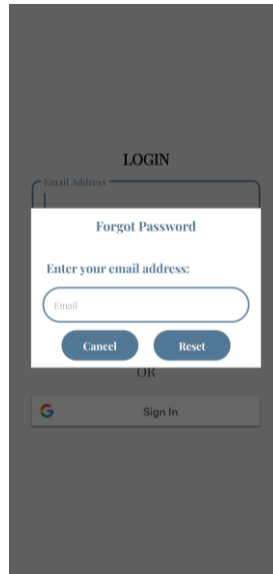 LOGIN
Email Address
Forgot Password
Enter your email address:
Email
Cancel Reset
OR
G Sign In